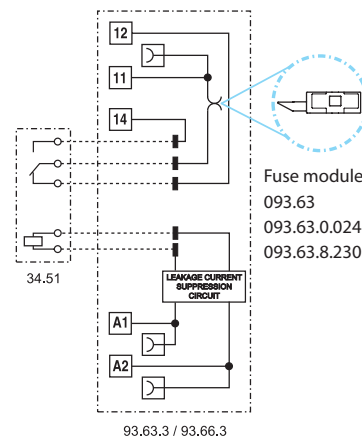 12
11
14
Fuse module
093.63
093.63.0.024
093.63.8.230
34.51
LEAKAGE CURRENT
SUPPRESSION
CIRCUIT
A1
A2
93.63.3 / 93.66.3